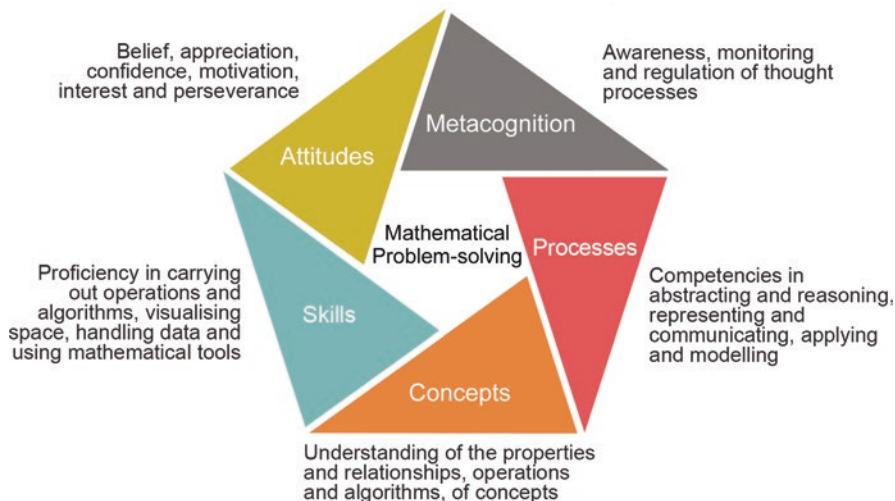 Belief, appreciation,
confidence, motivation,
interest and perseverance
Awareness, monitoring
and regulation of thought
processes
Metacognition
Attitudes
Mathematical
Problem-solving
Processes
Proficiency in carrying
out operations and
algorithms, visualising
space, handling data and
using mathematical tools
Skills
Competencies in
abstracting and reasoning,
representing and
communicating, applying
and modelling
Concepts
Understanding of the properties
and relationships, operations
and algorithms, of concepts